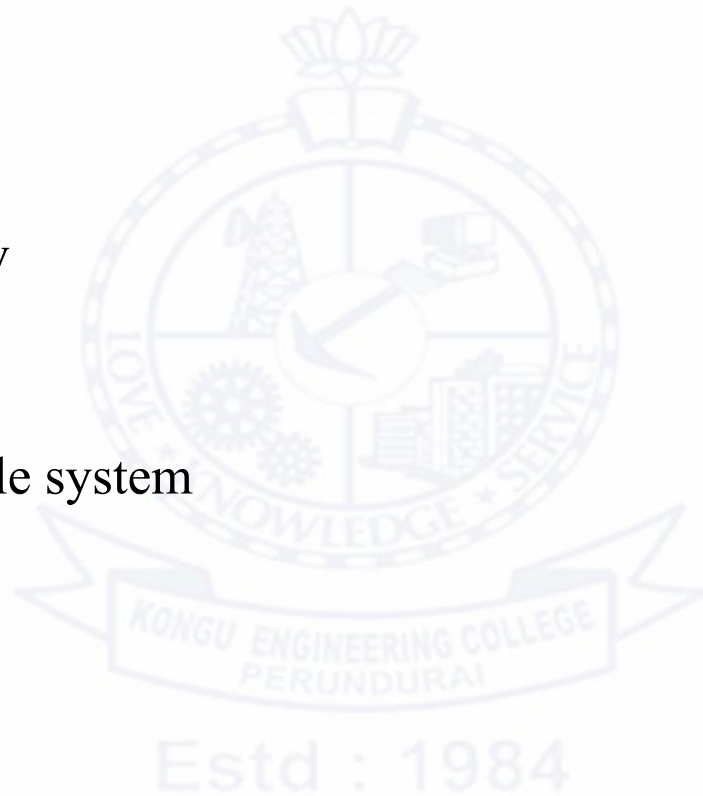 y
le system
LOVE * KNOWLEDGE * SERVICE
KONGU ENGINEERING COLLEGE
PERUNDURAI
Estd : 1984